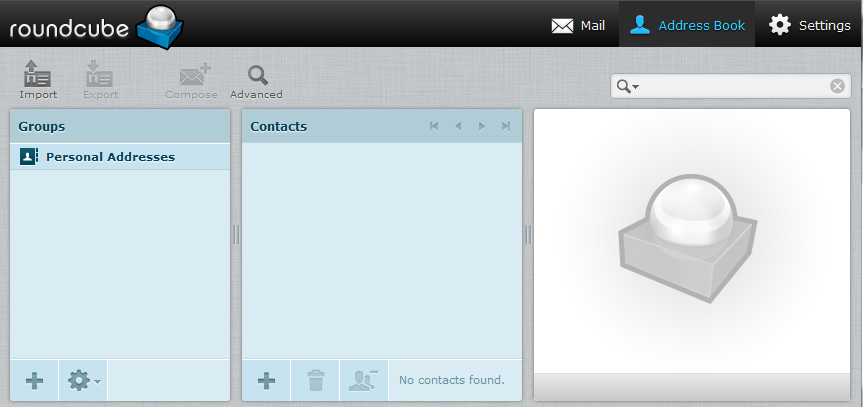 roundcube
Mail
Address Book
Settings
Import
Export
Compose
Advanced
Groups
Contacts
Personal Addresses
No contacts found.